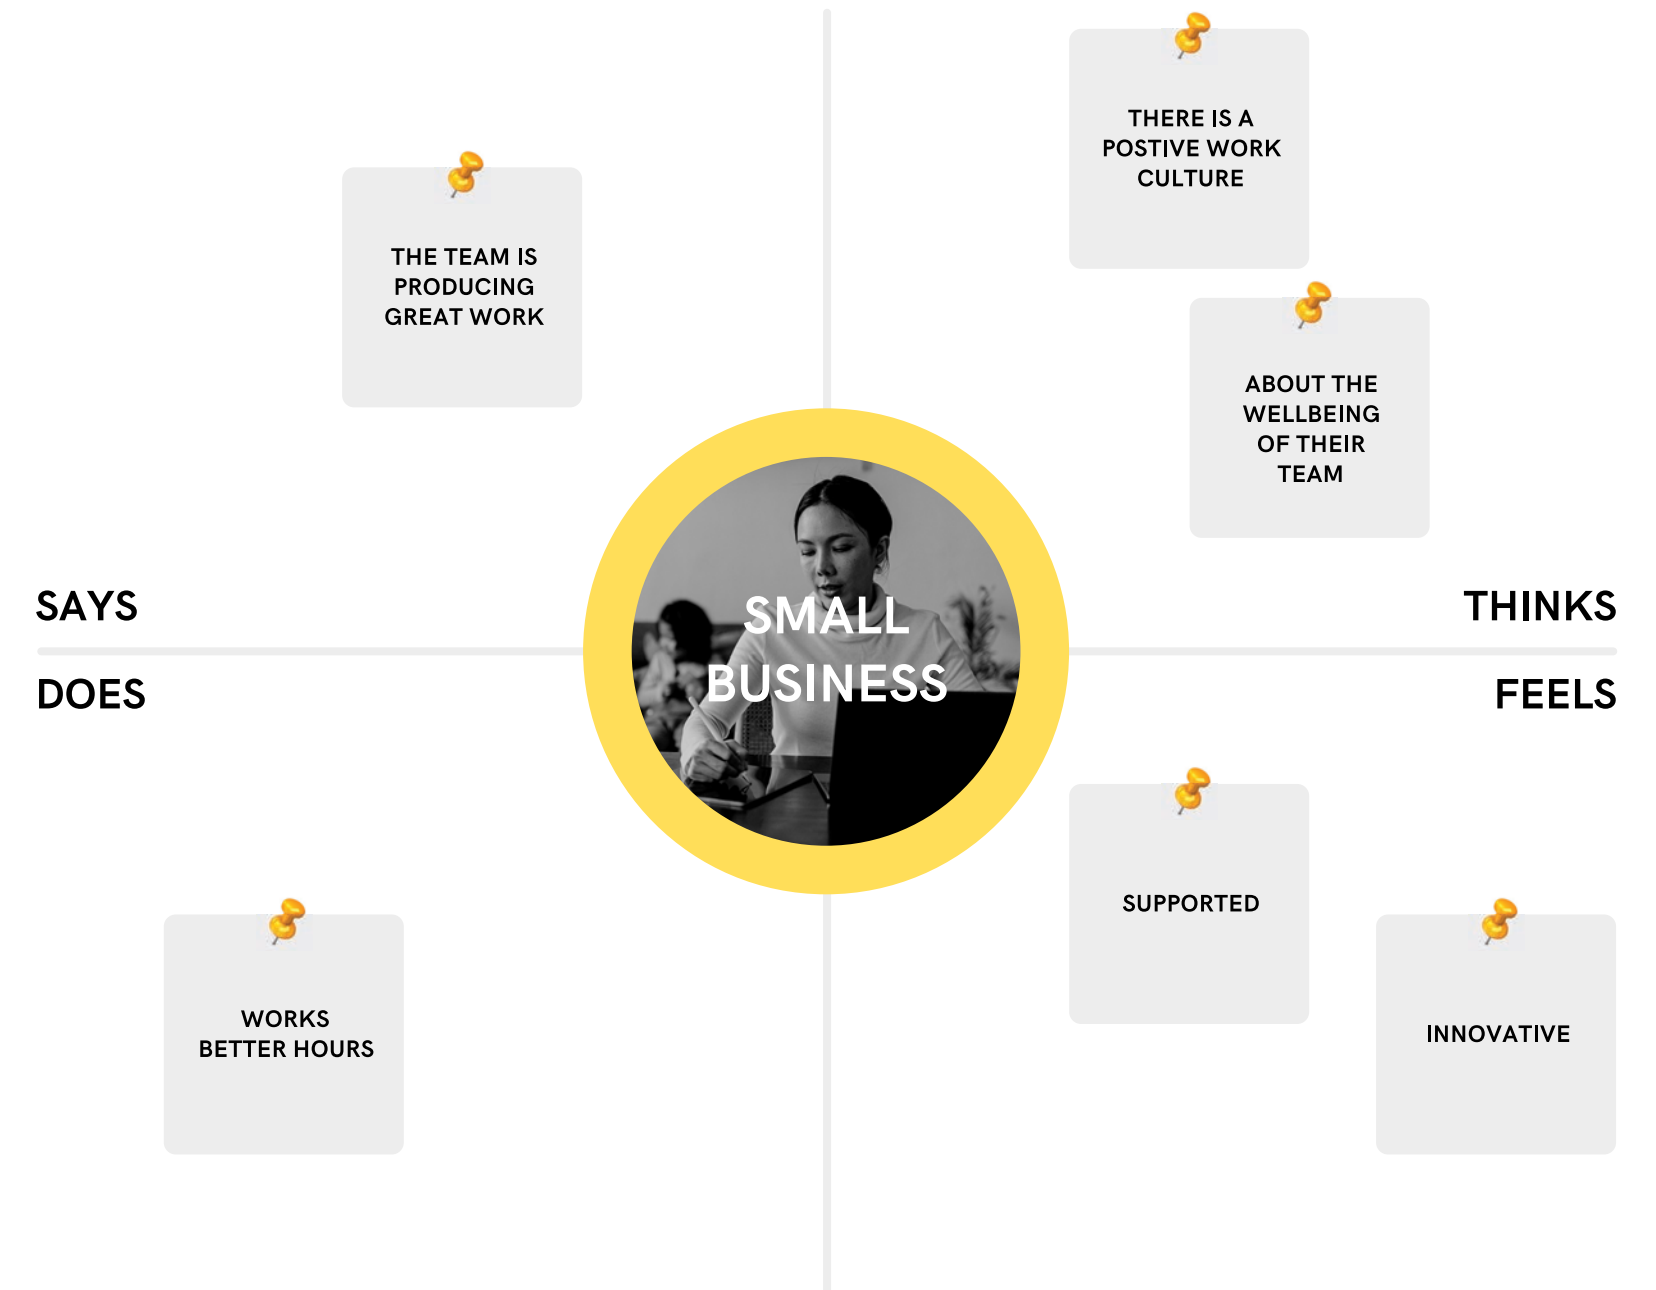 THE TEAM IS
PRODUCING
GREAT WORK
THERE IS A
POSTIVE WORK
CULTURE
ABOUT THE
WELLBEING
OF THEIR
TEAM
SAYS
THINKS
SMALL
BUSINESS
DOES
FEELS
WORKS
BETTER HOURS
SUPPORTED
INNOVATIVE